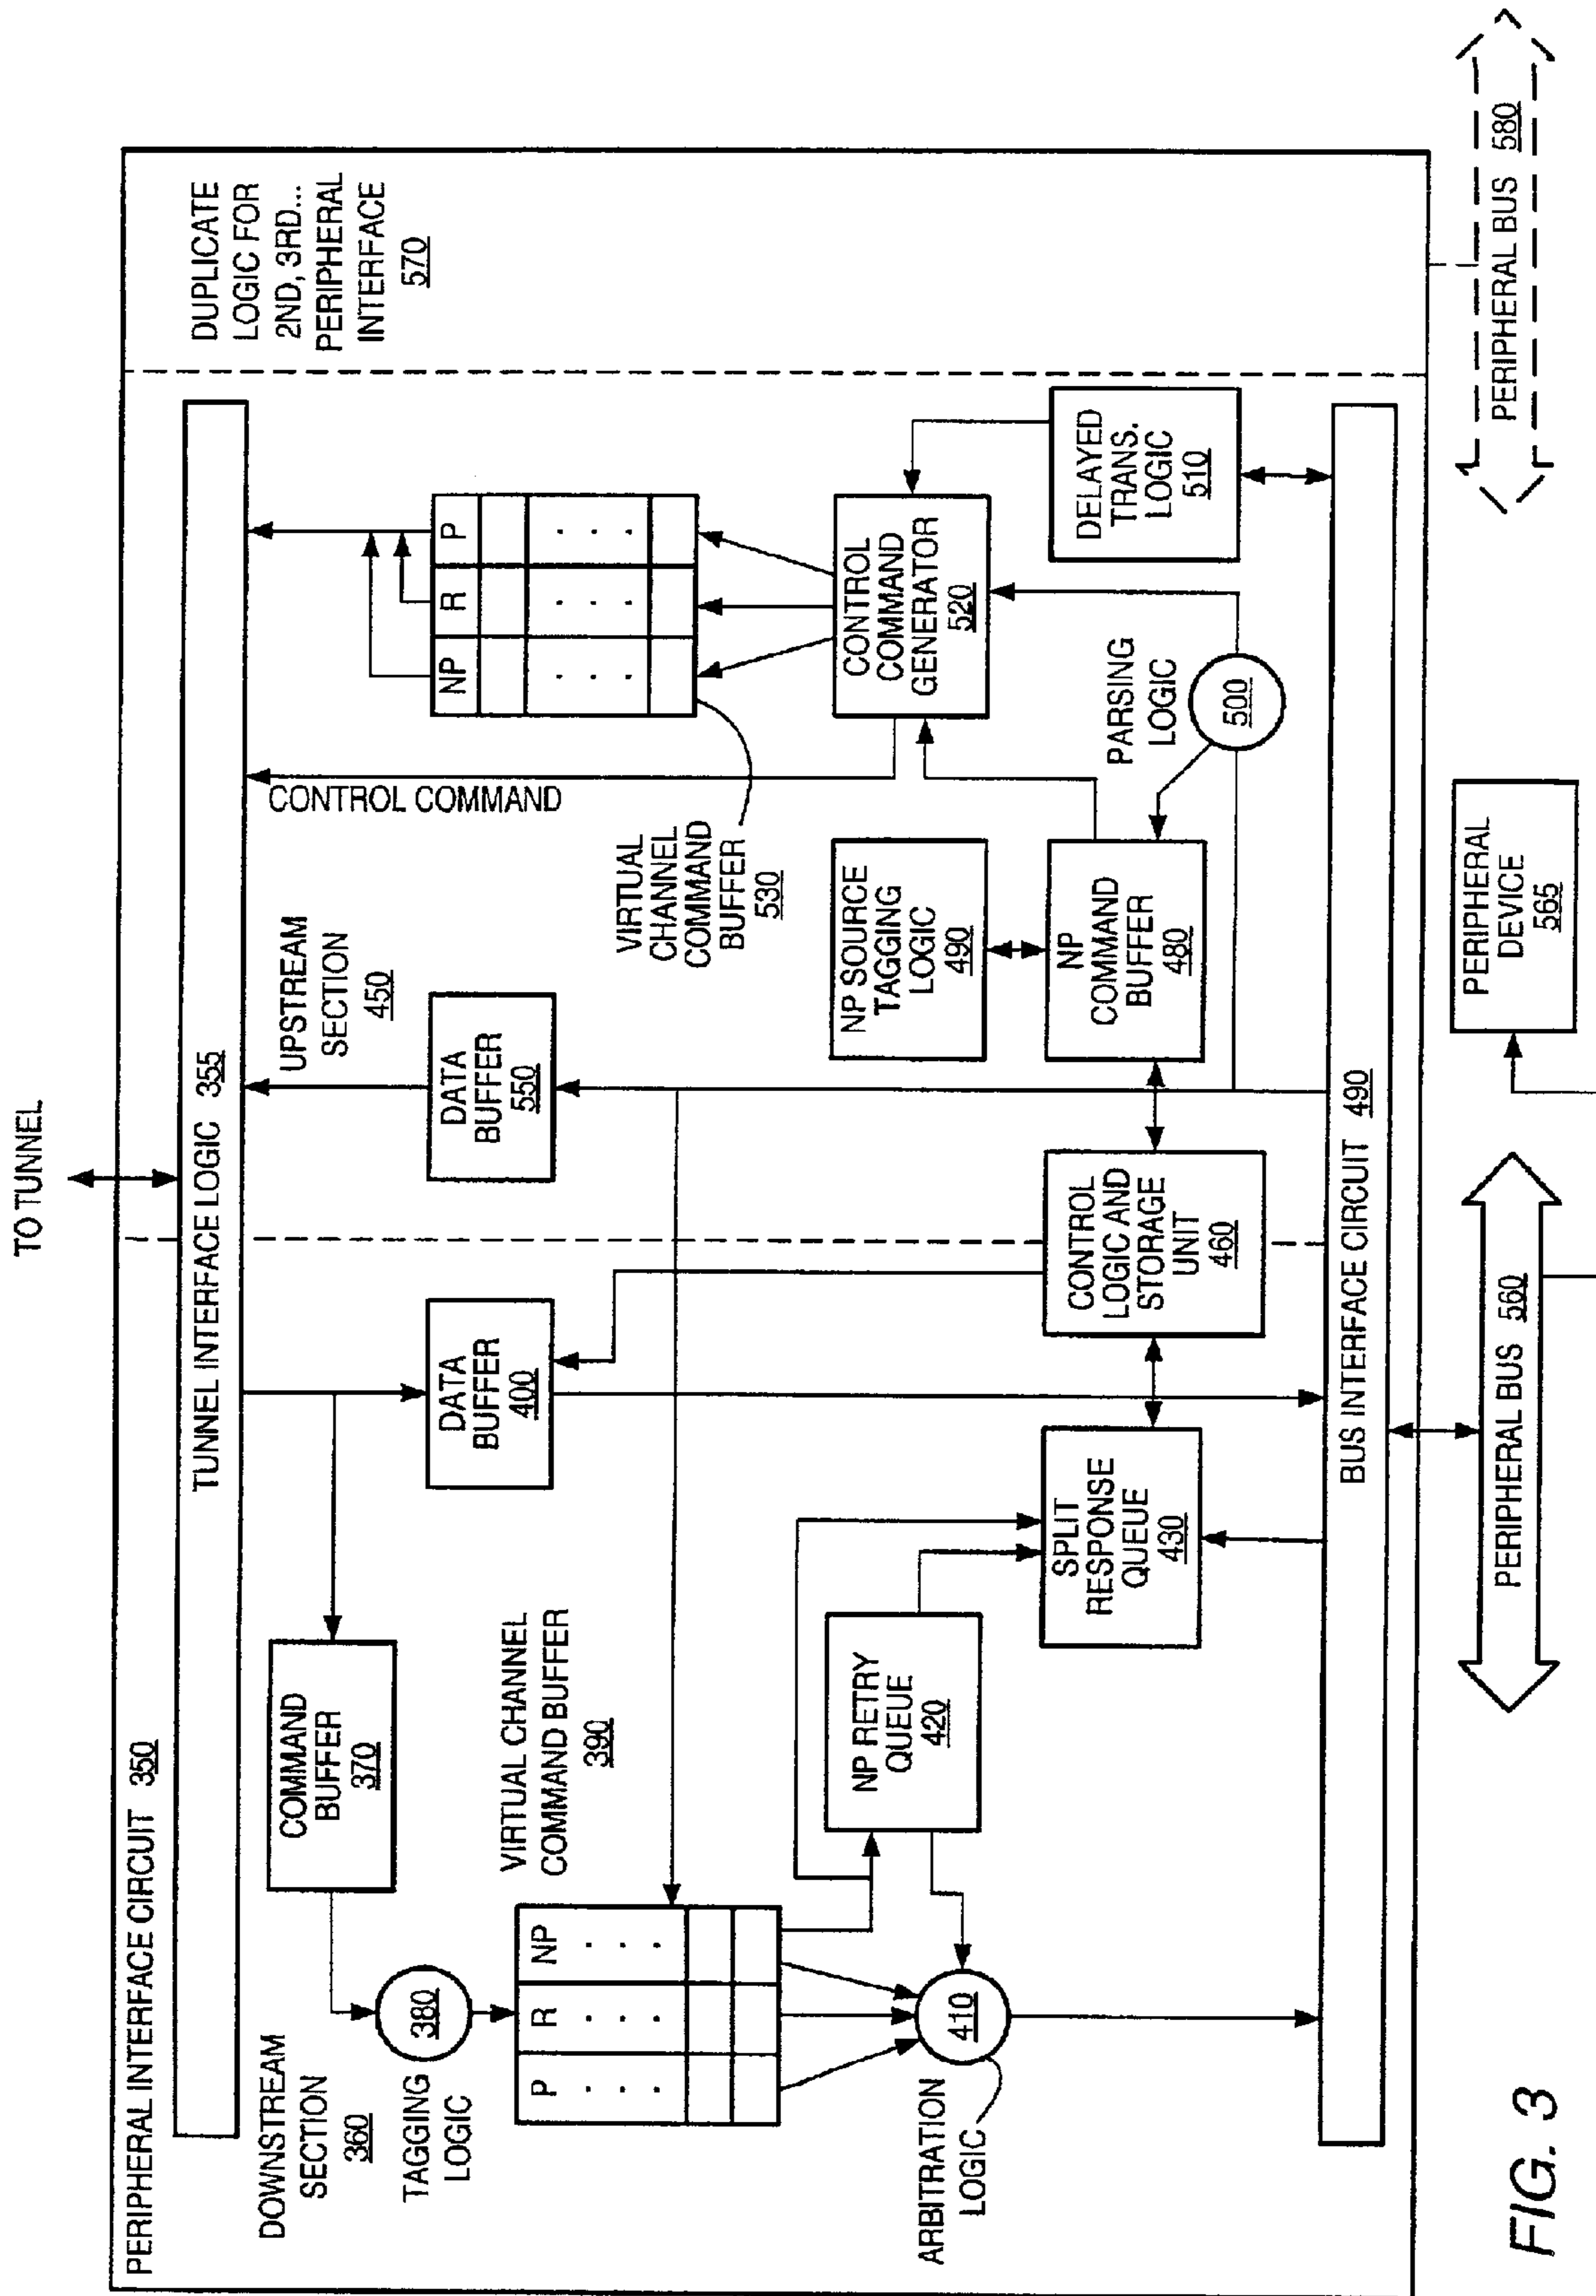 TO TUNNEL
PERIPHERAL INTERFACE CIRCUIT 350
TUNNEL INTERFACE LOGIC 355
DOWNSTREAM
SECTION
360
COMMAND
BUFFER
370
TAGGING
LOGIC
380
VIRTUAL CHANNEL
COMMAND BUFFER
390
P R NP
. . .
. . .
. . .
DATA
BUFFER
400
ARBITRATION
LOGIC
410
NP RETRY
QUEUE
420
SPLIT
RESPONSE
QUEUE
430
CONTROL
LOGIC AND
STORAGE
UNIT
460
UPSTREAM
SECTION
450
DATA
BUFFER
550
CONTROL COMMAND
VIRTUAL
CHANNEL
COMMAND
BUFFER
530
NP R P
. . .
. . .
. . .
NP SOURCE
TAGGING
LOGIC
490
NP
COMMAND
BUFFER
480
CONTROL
COMMAND
GENERATOR
520
PARSING
LOGIC
500
DELAYED
TRANS.
LOGIC
510
DUPLICATE
LOGIC FOR
2ND, 3RD...
PERIPHERAL
INTERFACE
570
BUS INTERFACE CIRCUIT 490
PERIPHERAL BUS 560
PERIPHERAL
DEVICE
565
PERIPHERAL BUS 580
FIG. 3